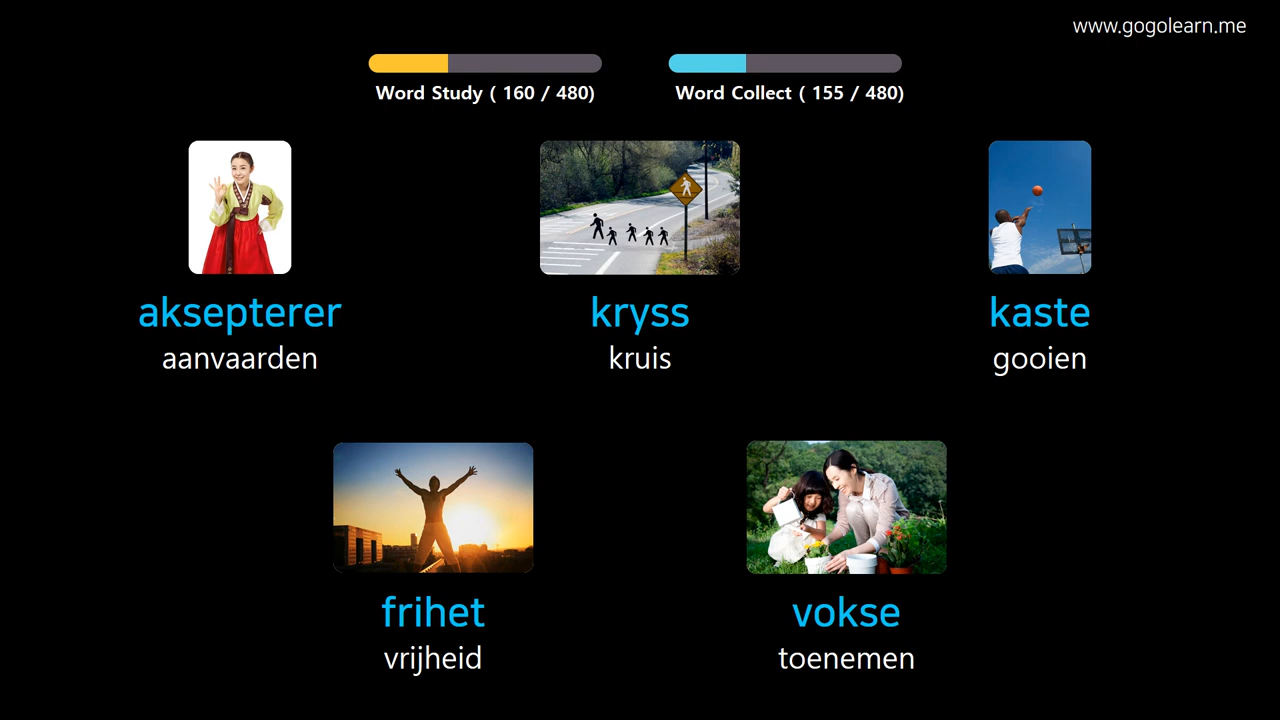 www.gogolearn.me
Word Study ( 160 / 480)
Word Collect ( 155 / 480)
aksepterer
aanvaarden
kryss
kruis
kaste
gooien
frihet
vrijheid
vokse
toenemen